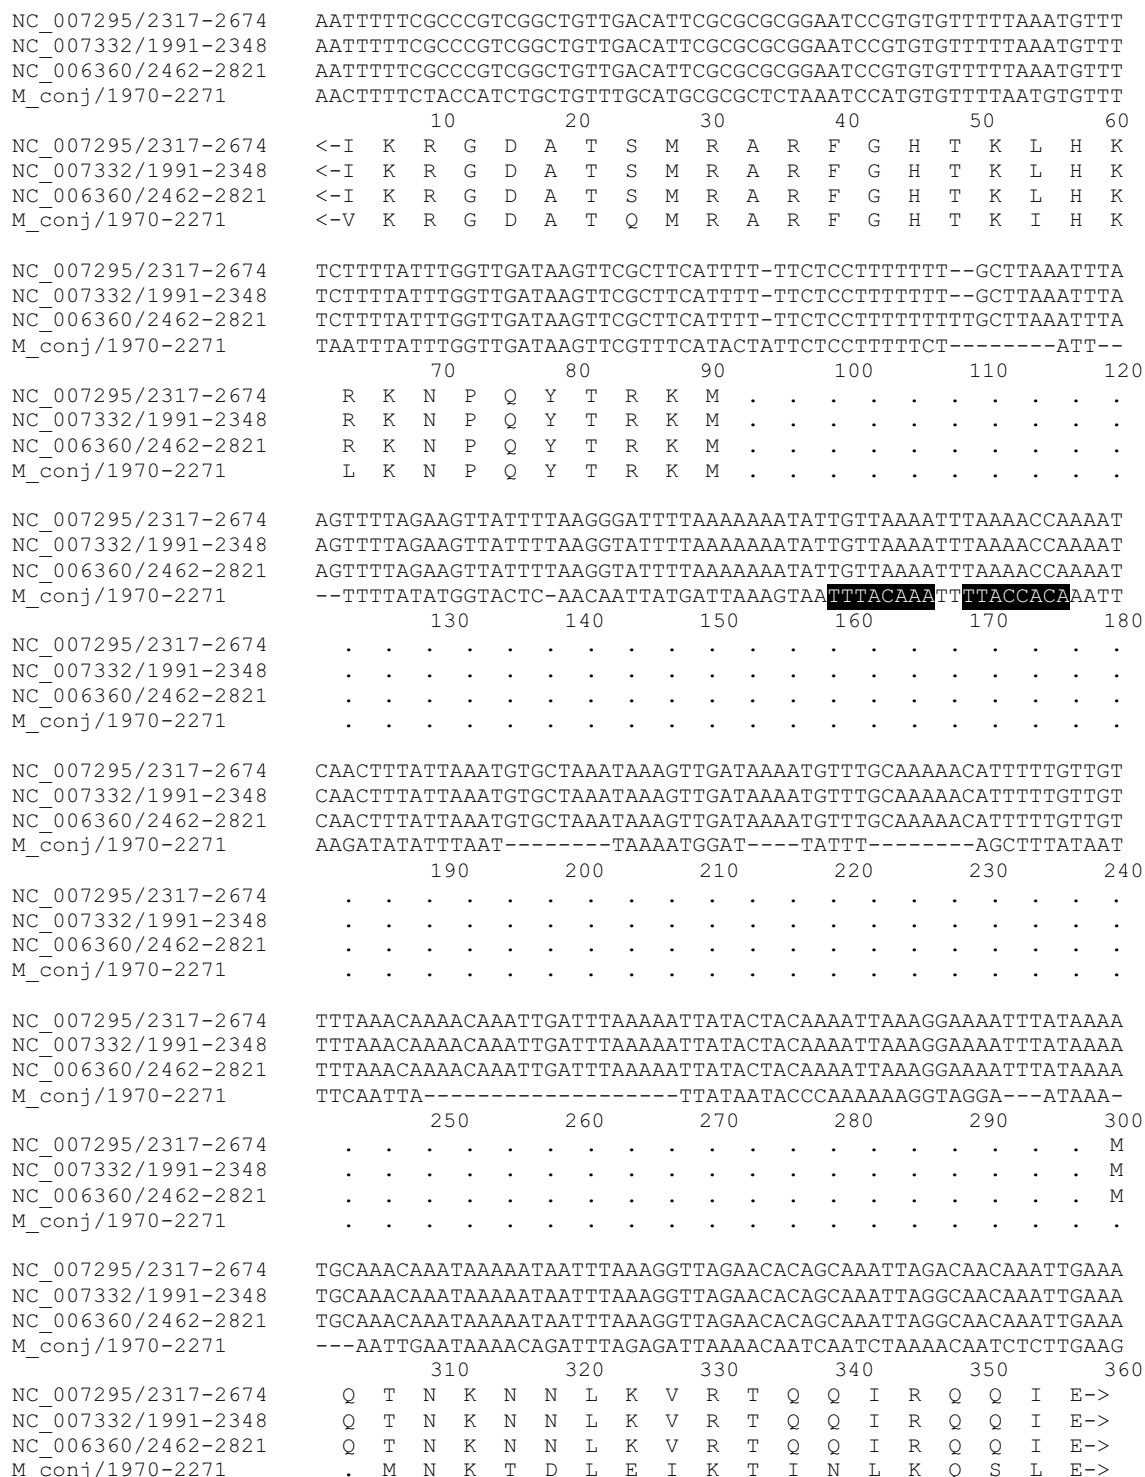 NC_007295/2317-2674 AATTTTTCGCCCGTCGGCTGTTGACATTCGCGCGCGGAATCCGTGTGTTTTTAAATGTTT
NC_007332/1991-2348 AATTTTTCGCCCGTCGGCTGTTGACATTCGCGCGCGGAATCCGTGTGTTTTTAAATGTTT
NC_006360/2462-2821 AATTTTTCGCCCGTCGGCTGTTGACATTCGCGCGCGGAATCCGTGTGTTTTTAAATGTTT
M_conj/1970-2271 AACTTTTCTACCATCTGCTGTTTGCATGCGCGCTCTAAATCCATGTGTTTTAATGTGTTT
10 20 30 40 50 60
NC_007295/2317-2674 <-I K R G D A T S M R A R F G H T K L H K
NC_007332/1991-2348 <-I K R G D A T S M R A R F G H T K L H K
NC_006360/2462-2821 <-I K R G D A T S M R A R F G H T K L H K
M_conj/1970-2271 <-V K R G D A T Q M R A R F G H T K I H K
NC_007295/2317-2674 TCTTTTATTTGGTTGATAAGTTCGCTTCATTTT-TTCTCCTTTTTTT--GCTTAAATTTA
NC_007332/1991-2348 TCTTTTATTTGGTTGATAAGTTCGCTTCATTTT-TTCTCCTTTTTTT--GCTTAAATTTA
NC_006360/2462-2821 TCTTTTATTTGGTTGATAAGTTCGCTTCATTTT-TTCTCCTTTTTTTTTGCTTAAATTTA
M_conj/1970-2271 TAATTTATTTGGTTGATAAGTTCGTTTCATACTATTCTCCTTTTTCT--------ATT--
70 80 90 100 110 120
NC_007295/2317-2674 R K N P Q Y T R K M . . . . . . . . . .
NC_007332/1991-2348 R K N P Q Y T R K M . . . . . . . . . .
NC_006360/2462-2821 R K N P Q Y T R K M . . . . . . . . . .
M_conj/1970-2271 L K N P Q Y T R K M . . . . . . . . . .
NC_007295/2317-2674 AGTTTTAGAAGTTATTTTAAGGGATTTTAAAAAAATATTGTTAAAATTTAAAACCAAAAT
NC_007332/1991-2348 AGTTTTAGAAGTTATTTTAAGGTATTTTAAAAAAATATTGTTAAAATTTAAAACCAAAAT
NC_006360/2462-2821 AGTTTTAGAAGTTATTTTAAGGTATTTTAAAAAAATATTGTTAAAATTTAAAACCAAAAT
M_conj/1970-2271 --TTTTATATGGTACTC-AACAATTATGATTAAAGTAATTTACAAATTTTACCACAAATT
130 140 150 160 170 180
NC_007295/2317-2674 . . . . . . . . . . . . . . . . . . . .
NC_007332/1991-2348 . . . . . . . . . . . . . . . . . . . .
NC_006360/2462-2821 . . . . . . . . . . . . . . . . . . . .
M_conj/1970-2271 . . . . . . . . . . . . . . . . . . . .
NC_007295/2317-2674 CAACTTTATTAAATGTGCTAAATAAAGTTGATAAAATGTTTGCAAAAACATTTTTGTTGT
NC_007332/1991-2348 CAACTTTATTAAATGTGCTAAATAAAGTTGATAAAATGTTTGCAAAAACATTTTTGTTGT
NC_006360/2462-2821 CAACTTTATTAAATGTGCTAAATAAAGTTGATAAAATGTTTGCAAAAACATTTTTGTTGT
M_conj/1970-2271 AAGATATATTTAAT--------TAAAATGGAT----TATTT--------AGCTTTATAAT
190 200 210 220 230 240
NC_007295/2317-2674 . . . . . . . . . . . . . . . . . . . .
NC_007332/1991-2348 . . . . . . . . . . . . . . . . . . . .
NC_006360/2462-2821 . . . . . . . . . . . . . . . . . . . .
M_conj/1970-2271 . . . . . . . . . . . . . . . . . . . .
NC_007295/2317-2674 TTTAAACAAAACAAATTGATTTAAAAATTATACTACAAAATTAAAGGAAAATTTATAAAA
NC_007332/1991-2348 TTTAAACAAAACAAATTGATTTAAAAATTATACTACAAAATTAAAGGAAAATTTATAAAA
NC_006360/2462-2821 TTTAAACAAAACAAATTGATTTAAAAATTATACTACAAAATTAAAGGAAAATTTATAAAA
M_conj/1970-2271 TTCAATTA-------------------TTATAATACCCAAAAAAGGTAGGA---ATAAA-
250 260 270 280 290 300
NC_007295/2317-2674 . . . . . . . . . . . . . . . . . . . M
NC_007332/1991-2348 . . . . . . . . . . . . . . . . . . . M
NC_006360/2462-2821 . . . . . . . . . . . . . . . . . . . M
M_conj/1970-2271 . . . . . . . . . . . . . . . . . . . .
NC_007295/2317-2674 TGCAAACAAATAAAAATAATTTAAAGGTTAGAACACAGCAAATTAGACAACAAATTGAAA
NC_007332/1991-2348 TGCAAACAAATAAAAATAATTTAAAGGTTAGAACACAGCAAATTAGGCAACAAATTGAAA
NC_006360/2462-2821 TGCAAACAAATAAAAATAATTTAAAGGTTAGAACACAGCAAATTAGGCAACAAATTGAAA
M_conj/1970-2271 ---AATTGAATAAAACAGATTTAGAGATTAAAACAATCAATCTAAAACAATCTCTTGAAG
310 320 330 340 350 360
NC_007295/2317-2674 Q T N K N N L K V R T Q Q I R Q Q I E->
NC_007332/1991-2348 Q T N K N N L K V R T Q Q I R Q Q I E->
NC_006360/2462-2821 Q T N K N N L K V R T Q Q I R Q Q I E->
M_conj/1970-2271 . M N K T D L E I K T I N L K Q S L E->